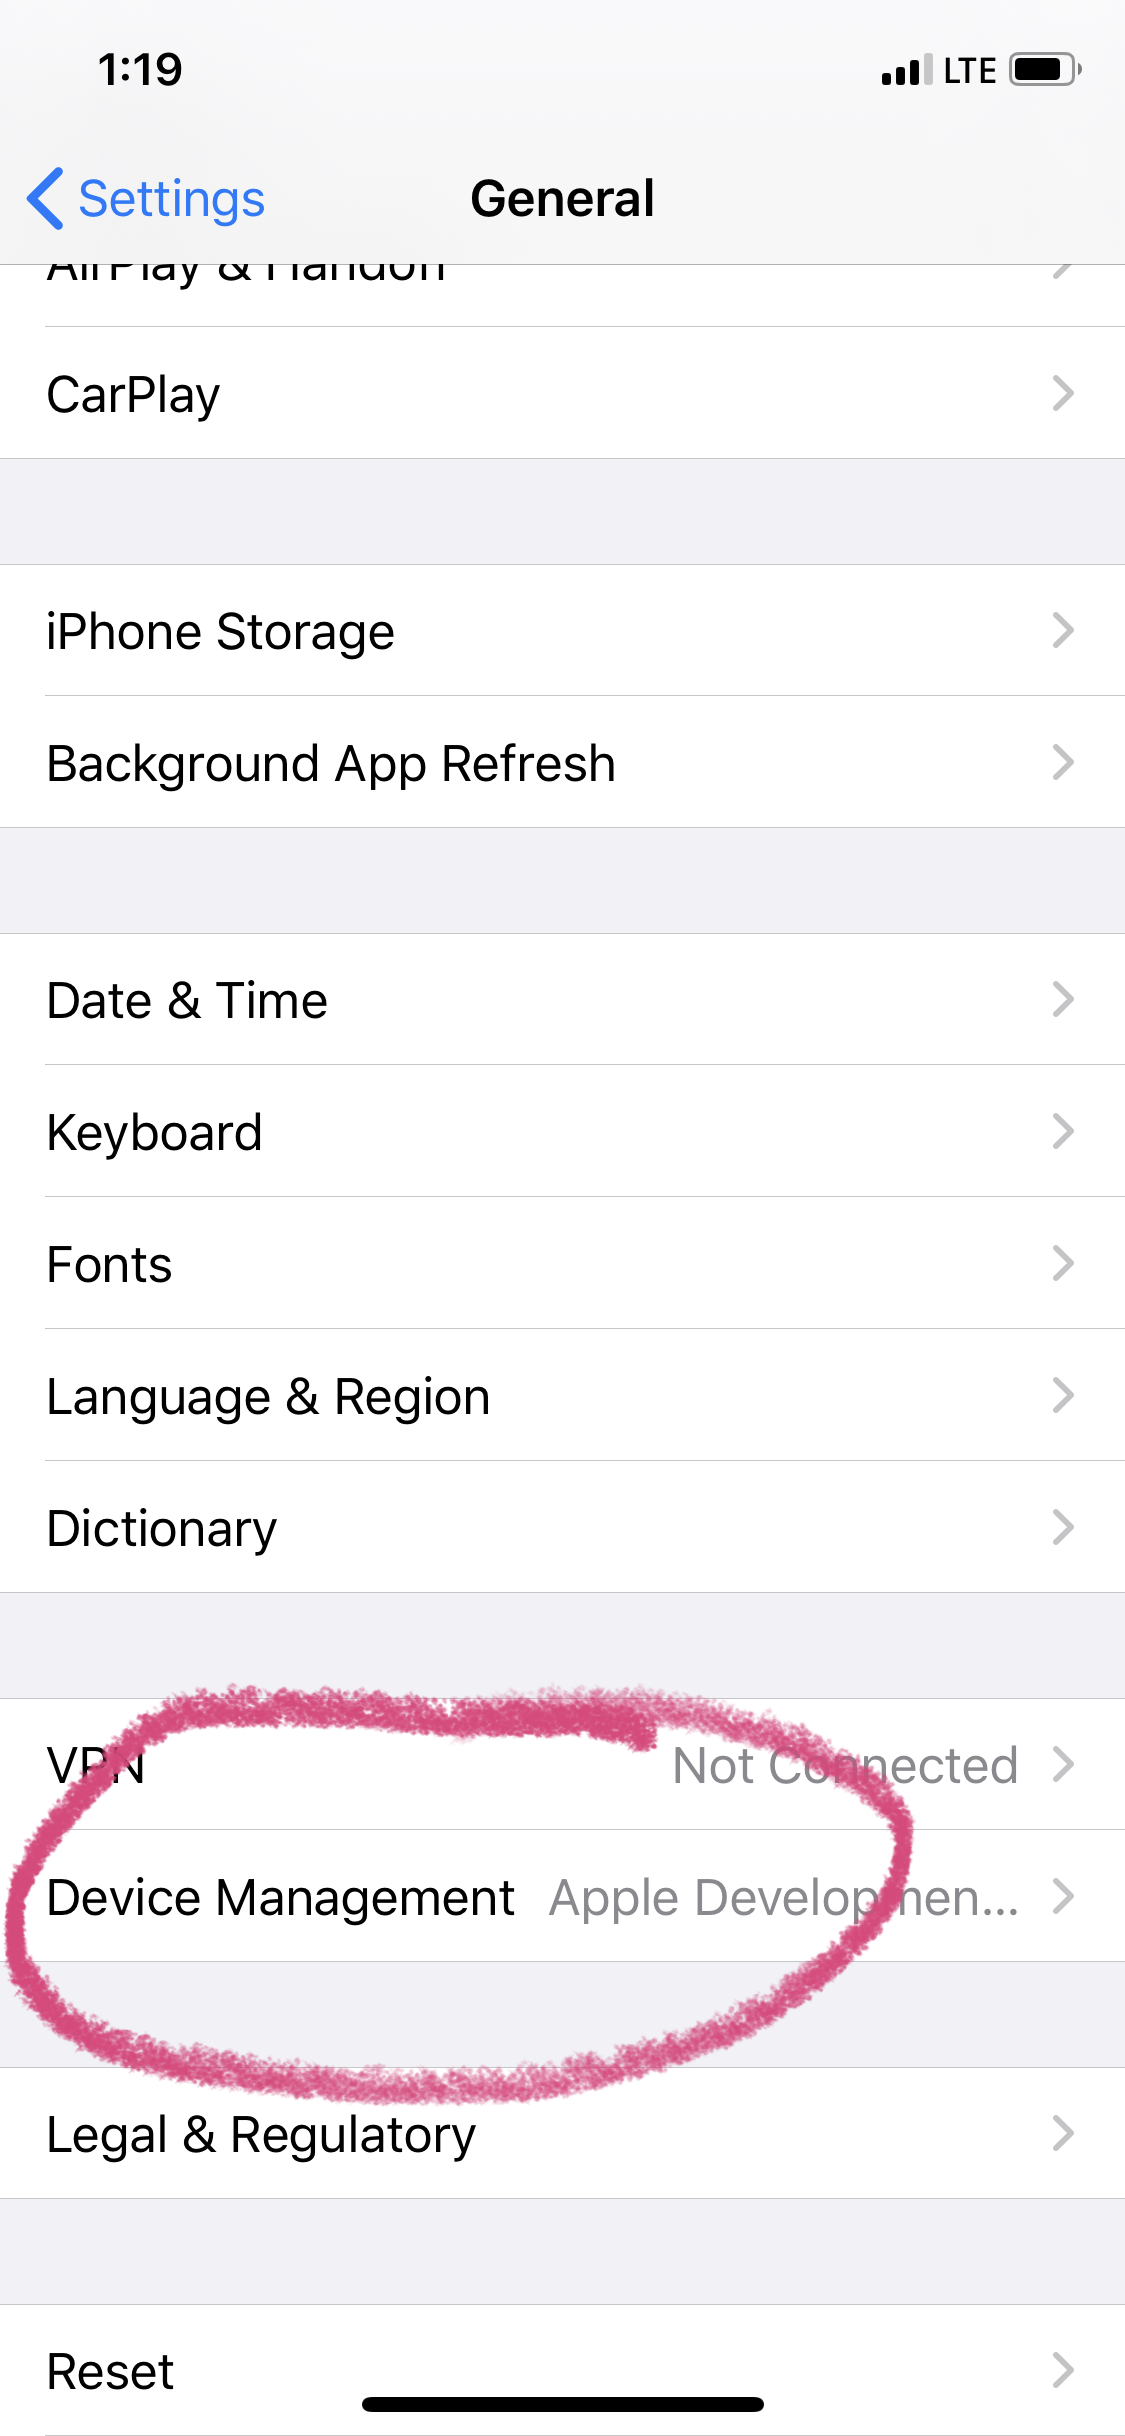 1:19 LTE
Settings General
AirPlay & Handoff
CarPlay
iPhone Storage
Background App Refresh
Date & Time
Keyboard
Fonts
Language & Region
Dictionary
VPN Not Connected
Device Management Apple Developmen...
Legal & Regulatory
Reset